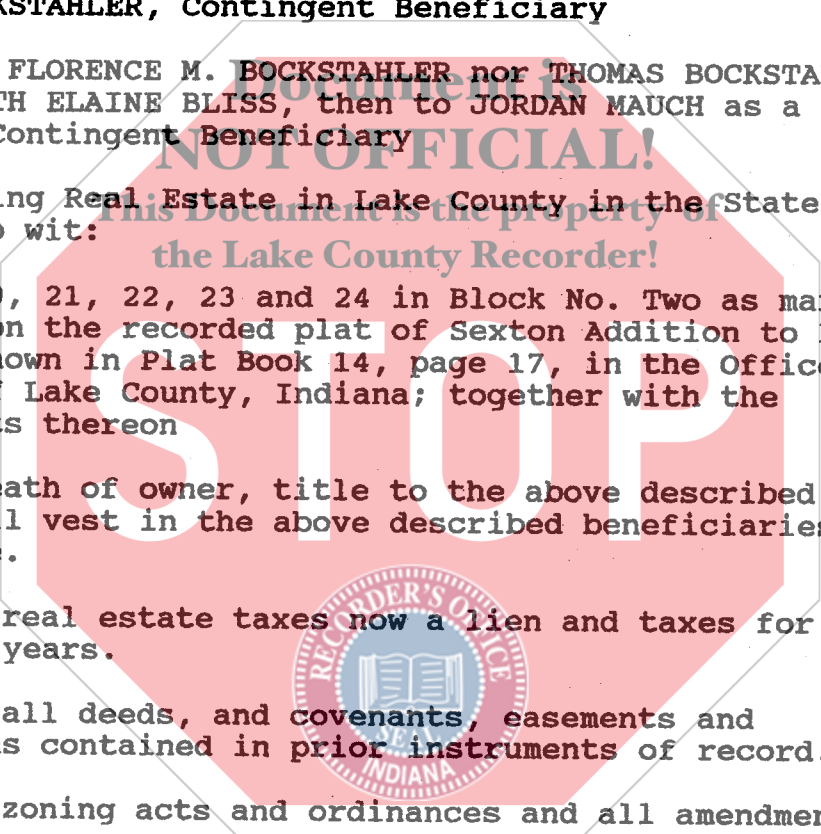 KSTAHLER, Contingent Beneficiary
FLORENCE M. BOCKSTAHLER nor THOMAS BOCKSTA
TH ELAINE BLISS, then to JORDAN MAUCH as a
Contingent Beneficiary
ing Real Estate in Lake County in the State
wit:
, 21, 22, 23 and 24 in Block No. Two as ma
on the recorded plat of Sexton Addition to
hown in Plat Book 14, page 17, in the Offic
f Lake County, Indiana; together with the
ts thereon
eath of owner, title to the above described
ll vest in the above described beneficiaries
e.
real estate taxes now a lien and taxes for
years.
all deeds, and covenants, easements and
ns contained in prior instruments of record.
zoning acts and ordinances and all amendmen
Document is
NOT OFFICIAL!
This Document is the property of
the Lake County Recorder!
STOP
RECORDER'S OFFICE
SEAL
INDIANA